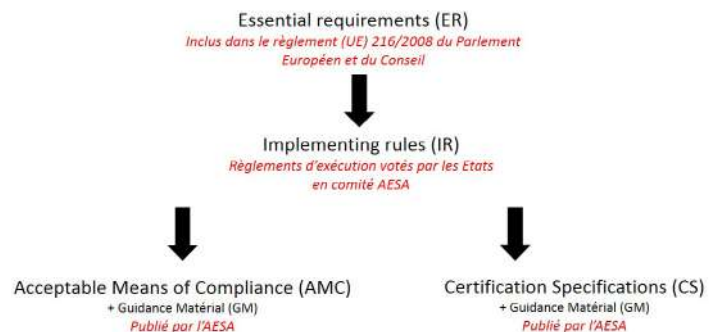 Essential requirements (ER)
Inclus dans le règlement (UE) 216/2008 du Parlement
Européen et du Conseil
Implementing rules (IR)
Règlements d'exécution votés par les Etats
en comité AESA
Acceptable Means of Compliance (AMC)
+ Guidance Matérial (GM)
Publié par l'AESA
Certification Specifications (CS)
+ Guidance Matérial (GM)
Publié par l'AESA